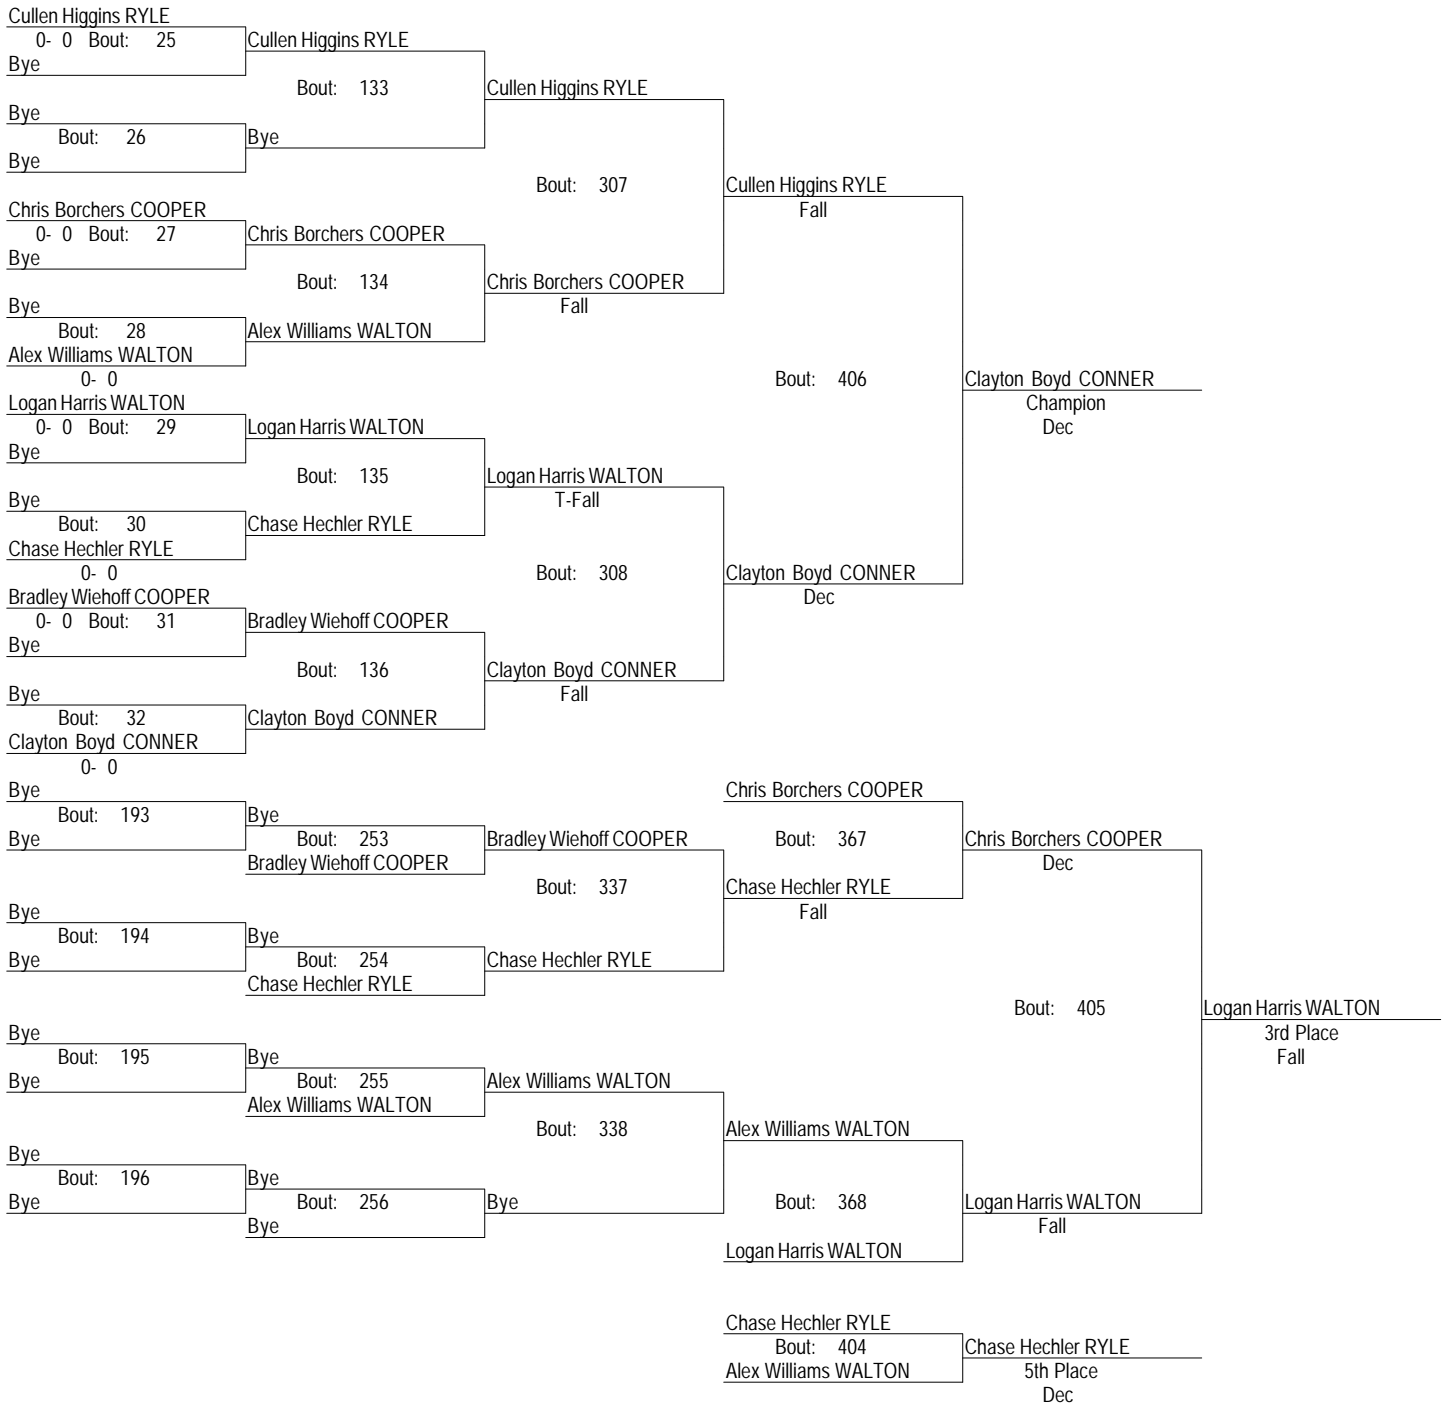 Cullen Higgins RYLE
0- 0 Bout: 25 Cullen Higgins RYLE
Bye
Bout: 133 Cullen Higgins RYLE
Bye
Bout: 26 Bye
Bye
Bout: 307 Cullen Higgins RYLE
Fall
Chris Borchers COOPER
0- 0 Bout: 27 Chris Borchers COOPER
Bye
Bout: 134 Chris Borchers COOPER
Fall
Bye
Bout: 28 Alex Williams WALTON
Alex Williams WALTON
0- 0
Bout: 406 Clayton Boyd CONNER
Champion
Dec
Logan Harris WALTON
0- 0 Bout: 29 Logan Harris WALTON
Bye
Bout: 135 Logan Harris WALTON
T-Fall
Bye
Bout: 30 Chase Hechler RYLE
Chase Hechler RYLE
0- 0
Bout: 308 Clayton Boyd CONNER
Dec
Bradley Wiehoff COOPER
0- 0 Bout: 31 Bradley Wiehoff COOPER
Bye
Bout: 136 Clayton Boyd CONNER
Fall
Bye
Bout: 32 Clayton Boyd CONNER
Clayton Boyd CONNER
0- 0
Bye
Chris Borchers COOPER
Bout: 193 Bye
Bye
Bout: 253 Bradley Wiehoff COOPER
Bout: 367 Chris Borchers COOPER
Bradley Wiehoff COOPER
Dec
Bout: 337 Chase Hechler RYLE
Fall
Bye
Bout: 194 Bye
Bye
Bout: 254 Chase Hechler RYLE
Chase Hechler RYLE
Bout: 405 Logan Harris WALTON
3rd Place
Fall
Bye
Bout: 195 Bye
Bye
Bout: 255 Alex Williams WALTON
Alex Williams WALTON
Bout: 338 Alex Williams WALTON
Bye
Bout: 196 Bye
Bye
Bout: 256 Bye
Bout: 368 Logan Harris WALTON
Bye
Fall
Logan Harris WALTON
Chase Hechler RYLE
Bout: 404 Chase Hechler RYLE
Alex Williams WALTON
5th Place
Dec